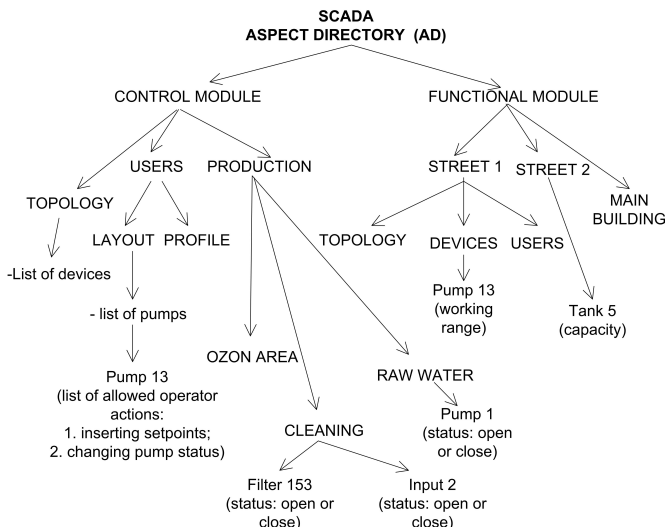 SCADA
ASPECT DIRECTORY (AD)
CONTROL MODULE
FUNCTIONAL MODULE
USERS
PRODUCTION
STREET 1
STREET 2
TOPOLOGY
MAIN
BUILDING
LAYOUT
PROFILE
TOPOLOGY
DEVICES
USERS
-List of devices
Pump 13
(working
range)
- list of pumps
Tank 5
(capacity)
OZON AREA
RAW WATER
Pump 13
(list of allowed operator
actions:
1. inserting setpoints;
2. changing pump status)
Pump 1
(status: open
or close)
CLEANING
Filter 153
(status: open or
close)
Input 2
(status: open or
close)